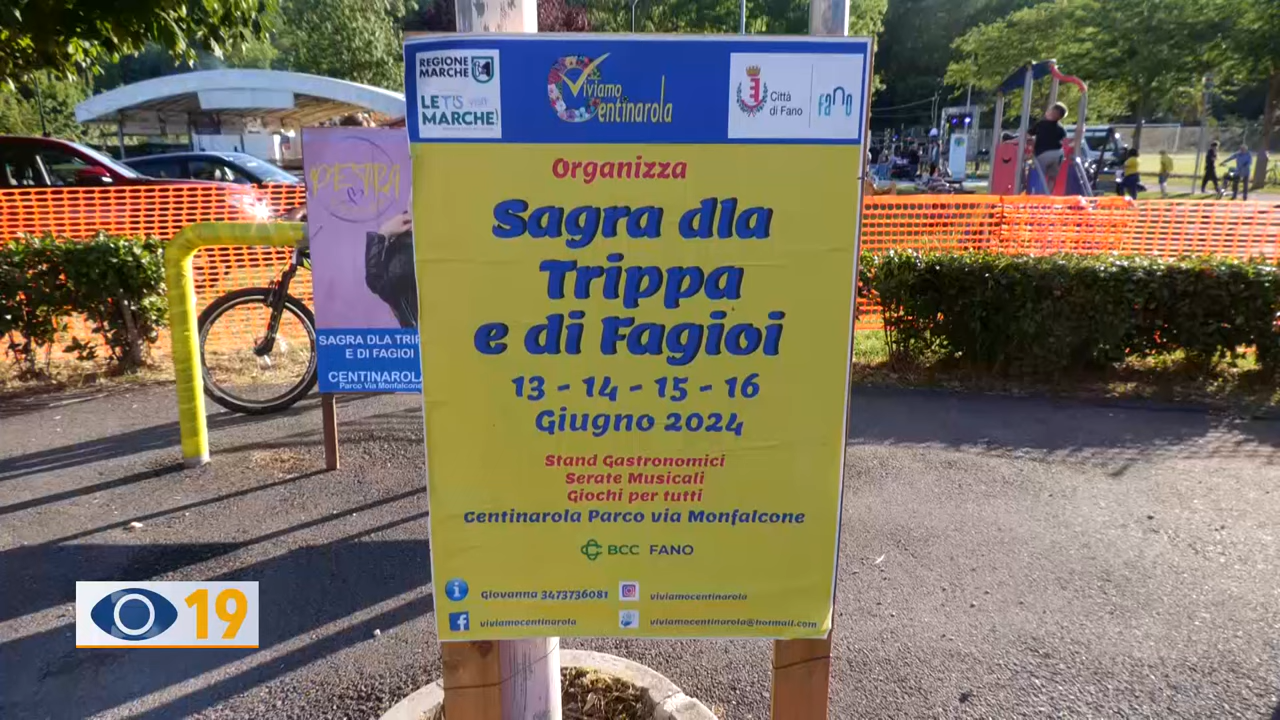 REGIONE
MARCHE
LET'S visit
MARCHE!
Viviamo
Centinarola
Città
di Fano
fano
Organizza
Sagra dla
Trippa
e di Fagioi
13 - 14 - 15 - 16
Giugno 2024
Stand Gastronomici
Serate Musicali
Giochi per tutti
Centinarola Parco via Monfalcone
BCC FANO
Giovanna 3473736081
viviamocentinarola
viviamocentinarola
viviamocentinarola@hotmail.com
SAGRA DLA TRIP
E DI FAGIOI
CENTINAROLA
Parco Via Monfalcone
19